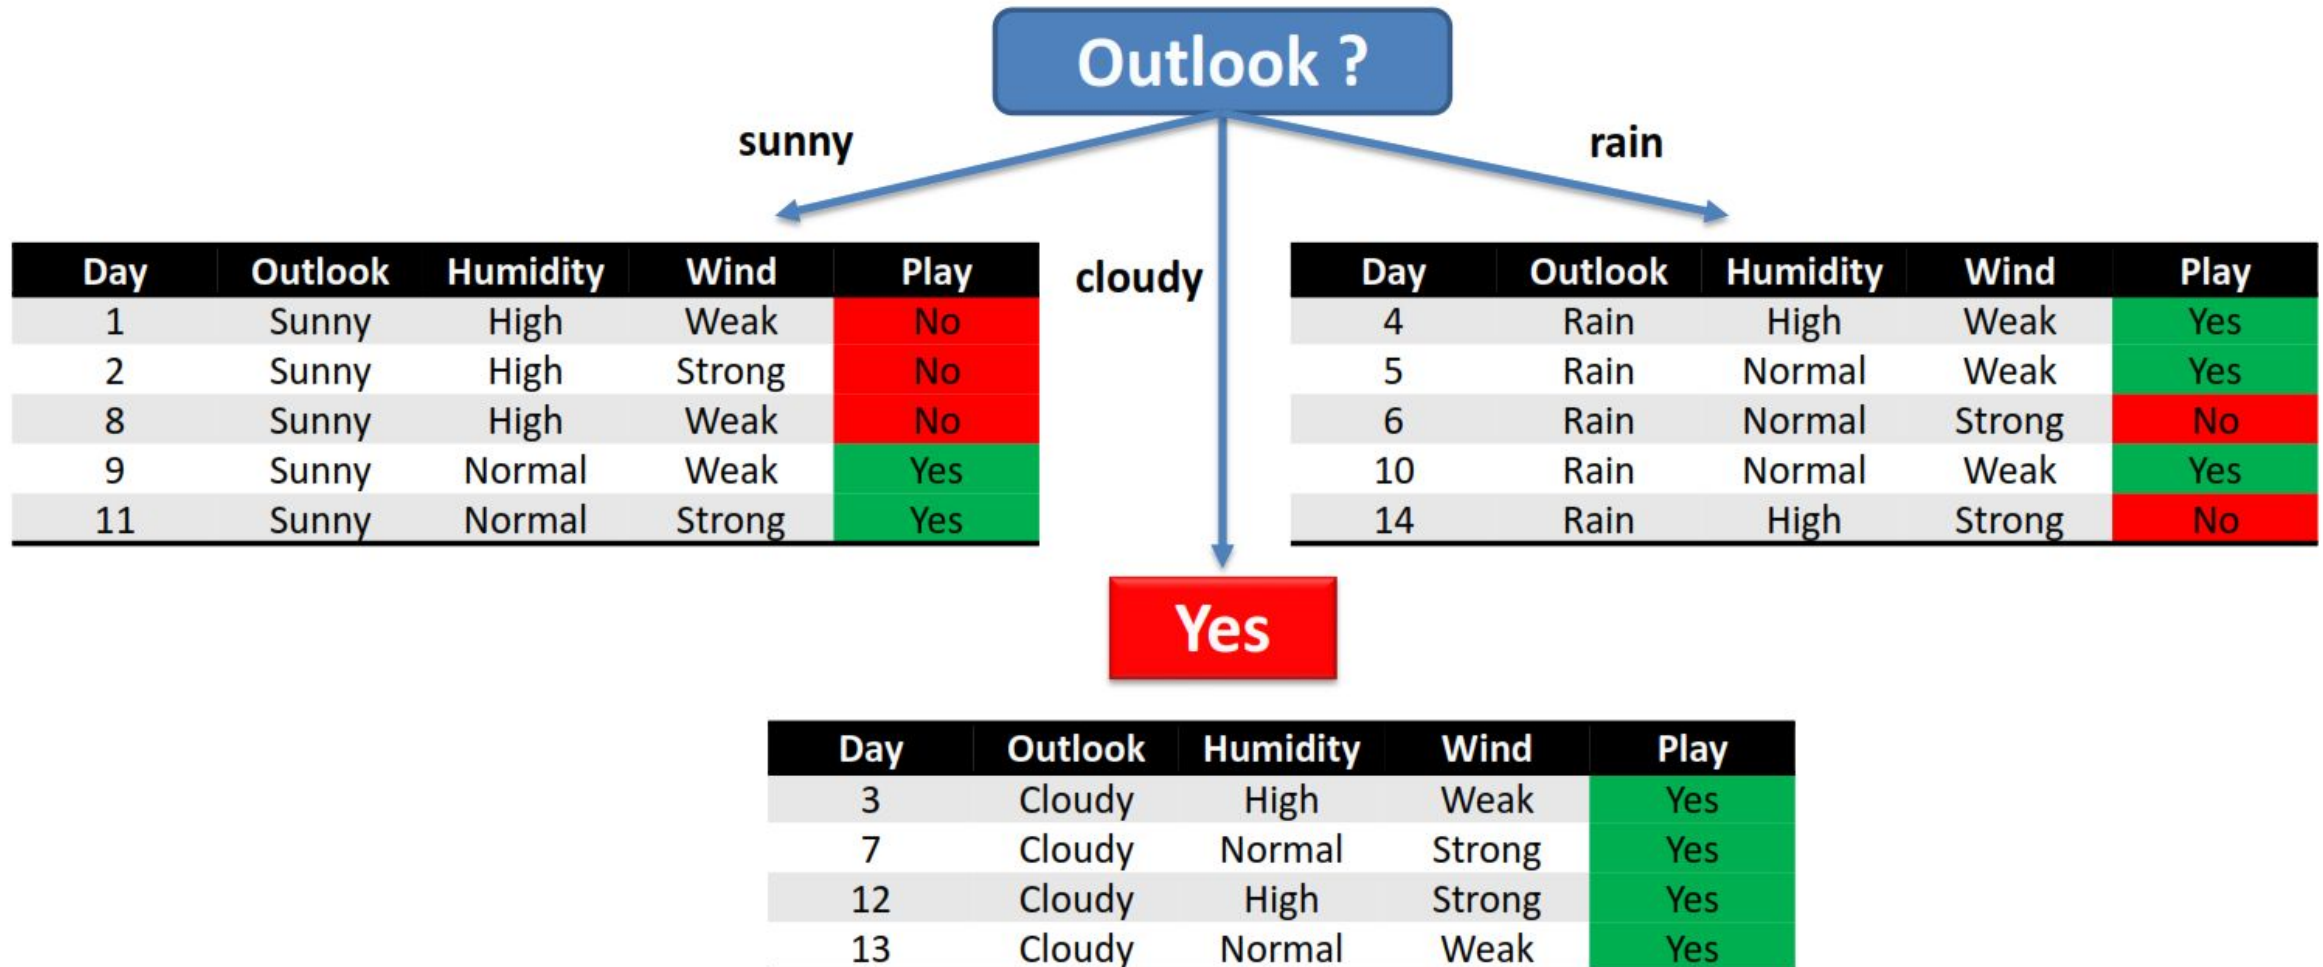 Outlook ?
sunny
rain
cloudy
Day Outlook Humidity Wind Play
1 Sunny High Weak No
2 Sunny High Strong No
8 Sunny High Weak No
9 Sunny Normal Weak Yes
11 Sunny Normal Strong Yes
Day Outlook Humidity Wind Play
4 Rain High Weak Yes
5 Rain Normal Weak Yes
6 Rain Normal Strong No
10 Rain Normal Weak Yes
14 Rain High Strong No
Yes
Day Outlook Humidity Wind Play
3 Cloudy High Weak Yes
7 Cloudy Normal Strong Yes
12 Cloudy High Strong Yes
13 Cloudy Normal Weak Yes